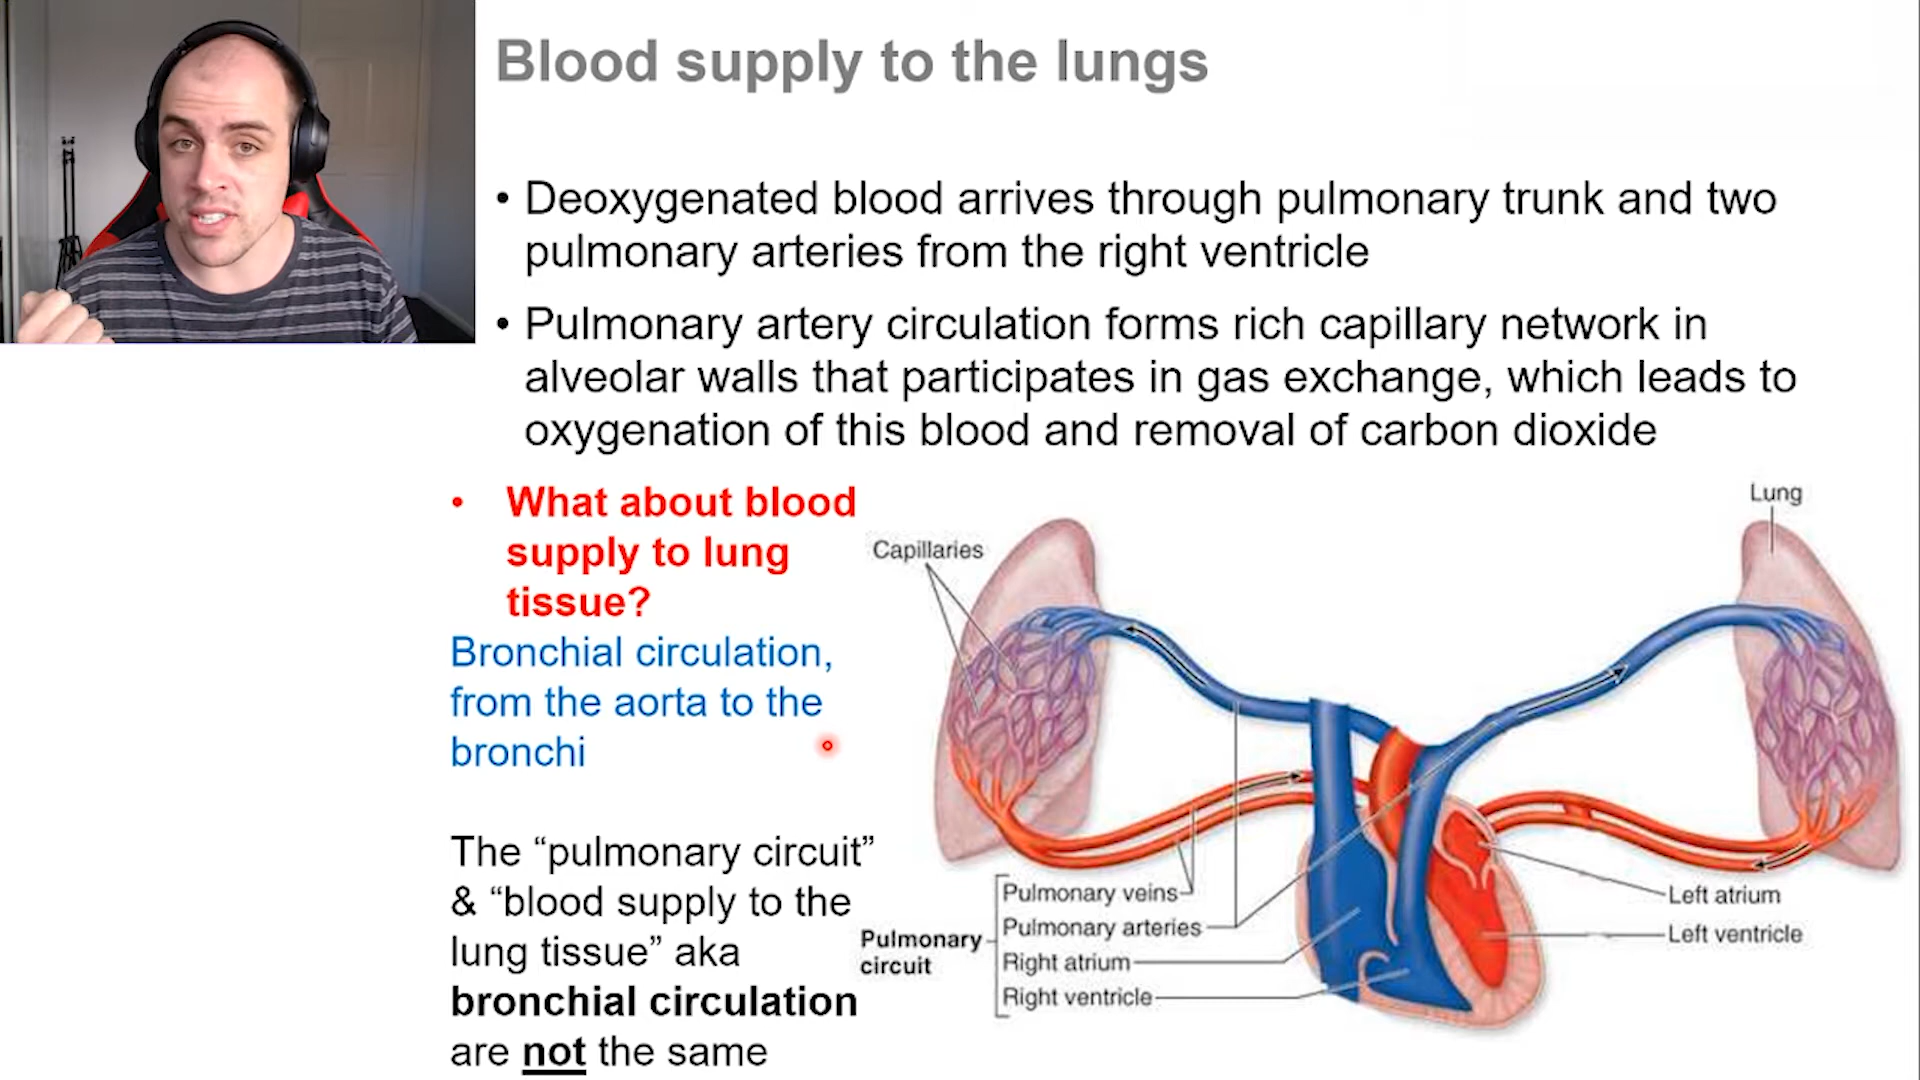 Blood supply to the lungs
• Deoxygenated blood arrives through pulmonary trunk and two
pulmonary arteries from the right ventricle
• Pulmonary artery circulation forms rich capillary network in
alveolar walls that participates in gas exchange, which leads to
oxygenation of this blood and removal of carbon dioxide
• What about blood
supply to lung
tissue?
Bronchial circulation,
from the aorta to the
bronchi
The “pulmonary circuit”
& “blood supply to the
lung tissue” aka
bronchial circulation
are not the same
Lung
Capillaries
Pulmonary circuit
Pulmonary veins
Pulmonary arteries
Right atrium
Right ventricle
Left atrium
Left ventricle